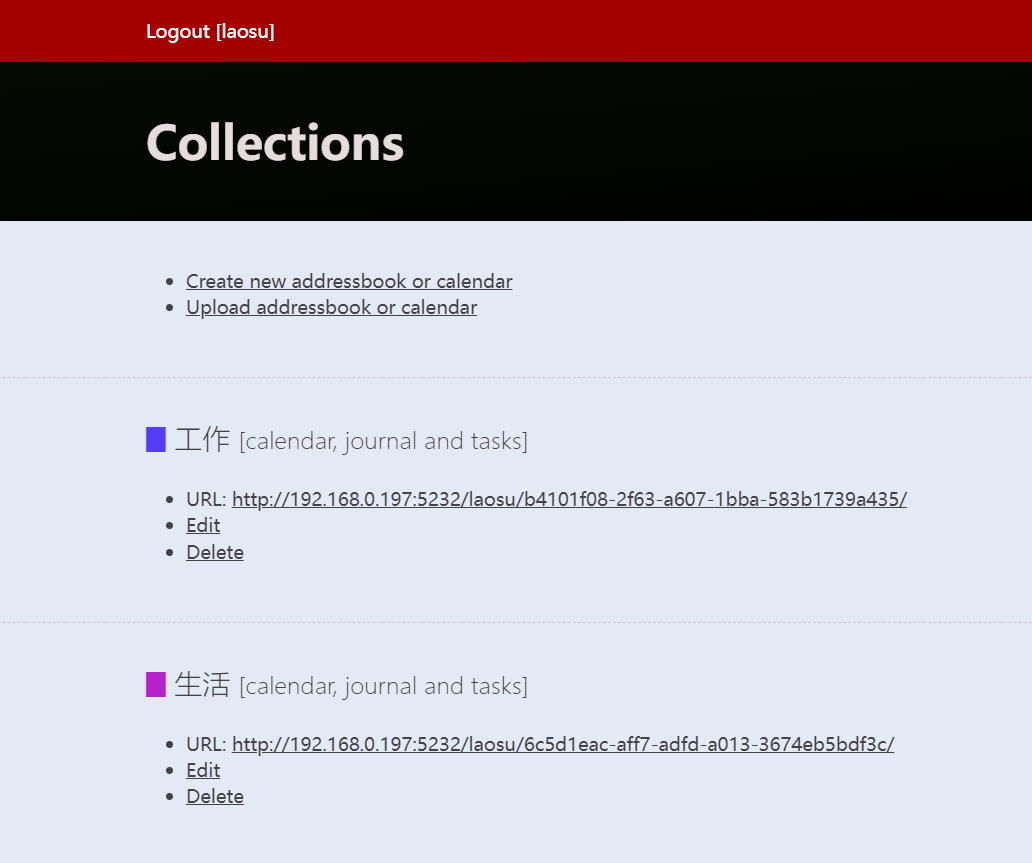 Logout [laosu]
Collections
Create new addressbook or calendar
Upload addressbook or calendar
工作 [calendar, journal and tasks]
URL: http://192.168.0.197:5232/laosu/b4101f08-2f63-a607-1bba-583b1739a435/
Edit
Delete
生活 [calendar, journal and tasks]
URL: http://192.168.0.197:5232/laosu/6c5d1eac-aff7-adfd-a013-3674eb5bdf3c/
Edit
Delete